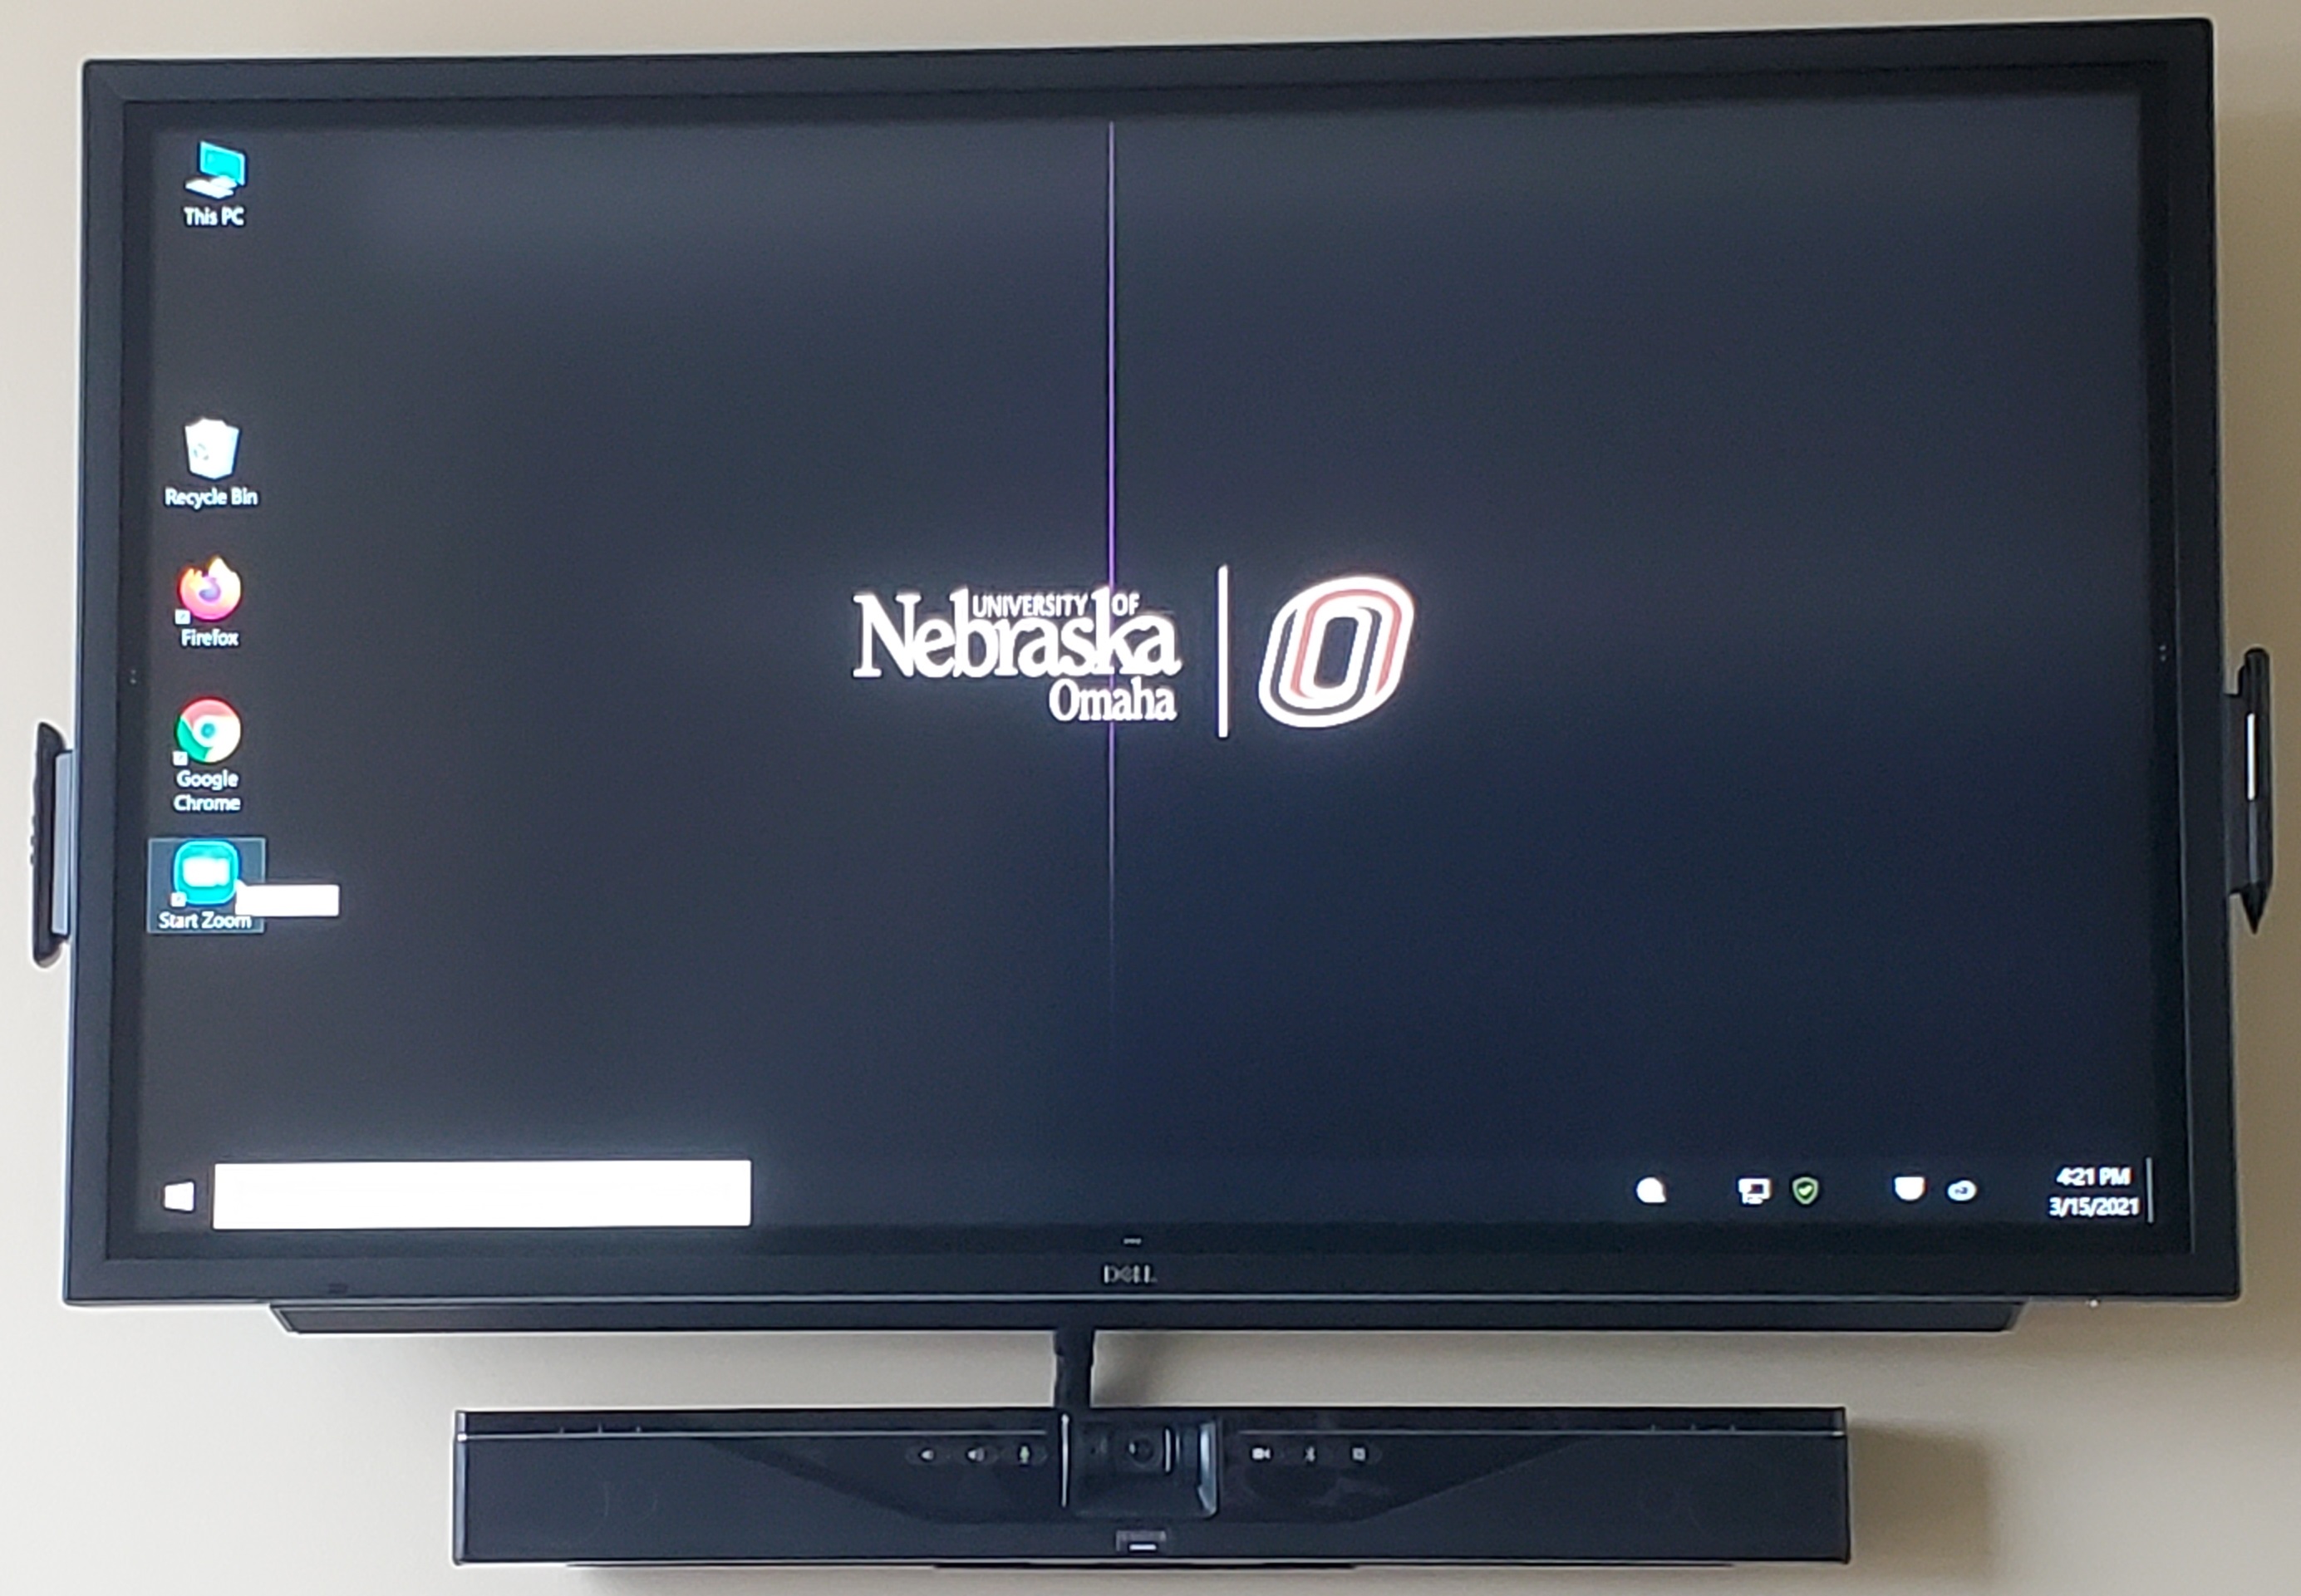 This PC
Recycle Bin
Firefox
Google
Chrome
Start Zoom
UNIVERSITY OF
Nebraska
Omaha
O
4:21 PM
3/15/2021
DELL